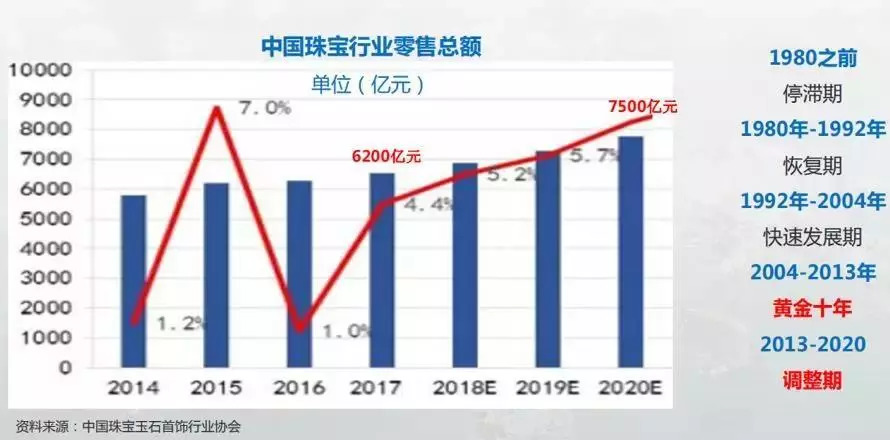 中国珠宝行业零售总额
单位（亿元）
10000
9000
8000
7000
6000
5000
4000
3000
2000
1000
0
1.2%
7.0%
1.0%
4.4%
5.2%
5.7%
6200亿元
7500亿元
2014 2015 2016 2017 2018E 2019E 2020E
资料来源：中国珠宝玉石首饰行业协会
1980之前
停滞期
1980年-1992年
恢复期
1992年-2004年
快速发展期
2004-2013年
黄金十年
2013-2020
调整期